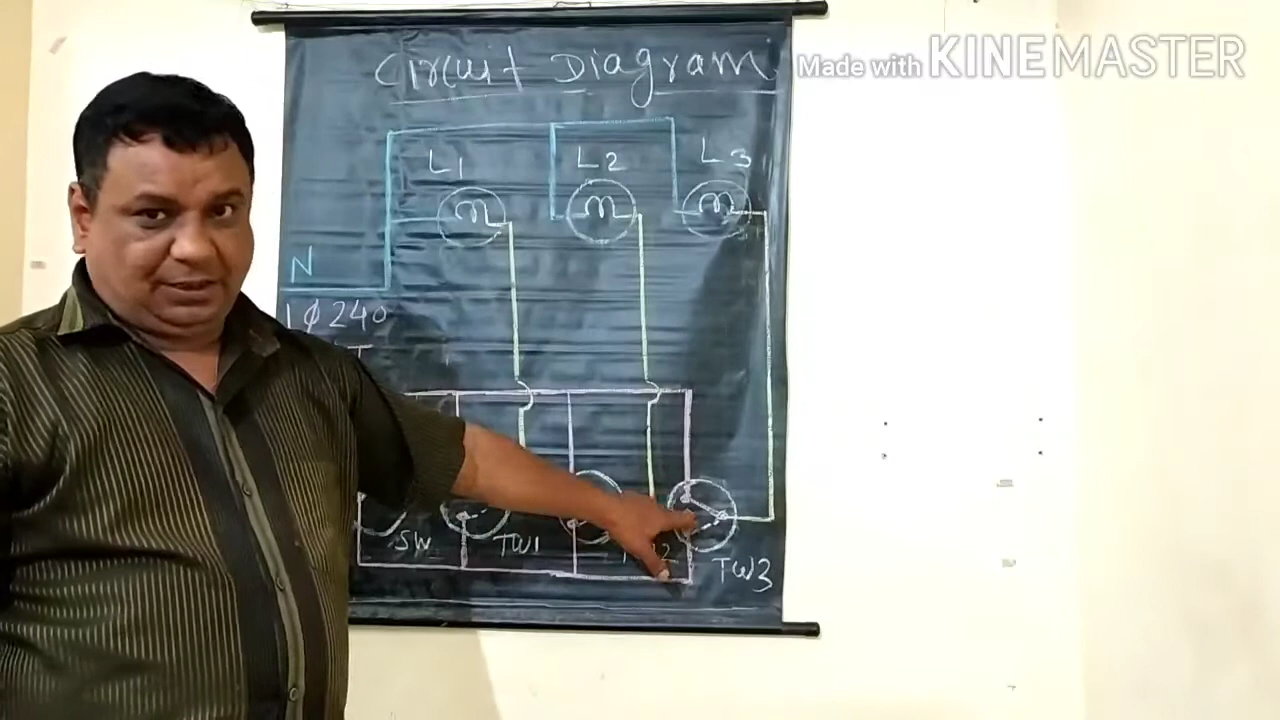 Circuit Diagram
Made with KINEMASTER
L1 L2 L3
N
1φ240
SW TW1 TW3